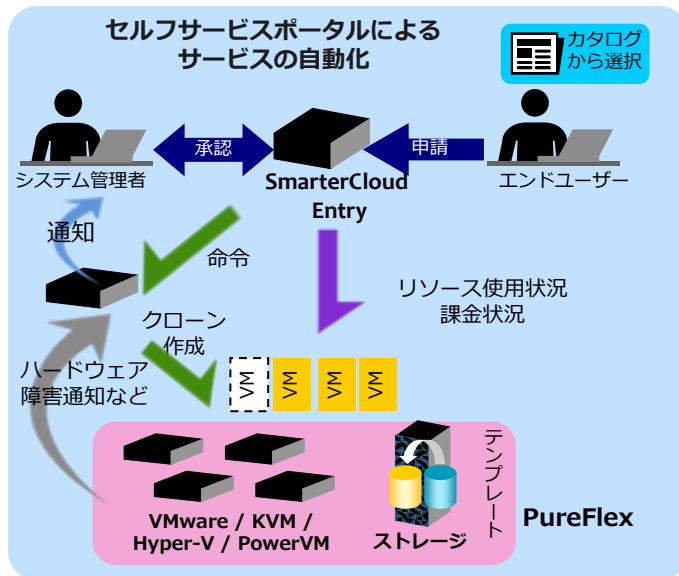 セルフサービスポータルによる
サービスの自動化
カタログ
から選択
承認
申請
システム管理者
SmarterCloud
Entry
エンドユーザー
通知
命令
リソース使用状況
課金状況
クローン
作成
ハードウェア
障害通知など
VM
VM
VM
VM
テンプレート
VMware / KVM /
Hyper-V / PowerVM
ストレージ
PureFlex